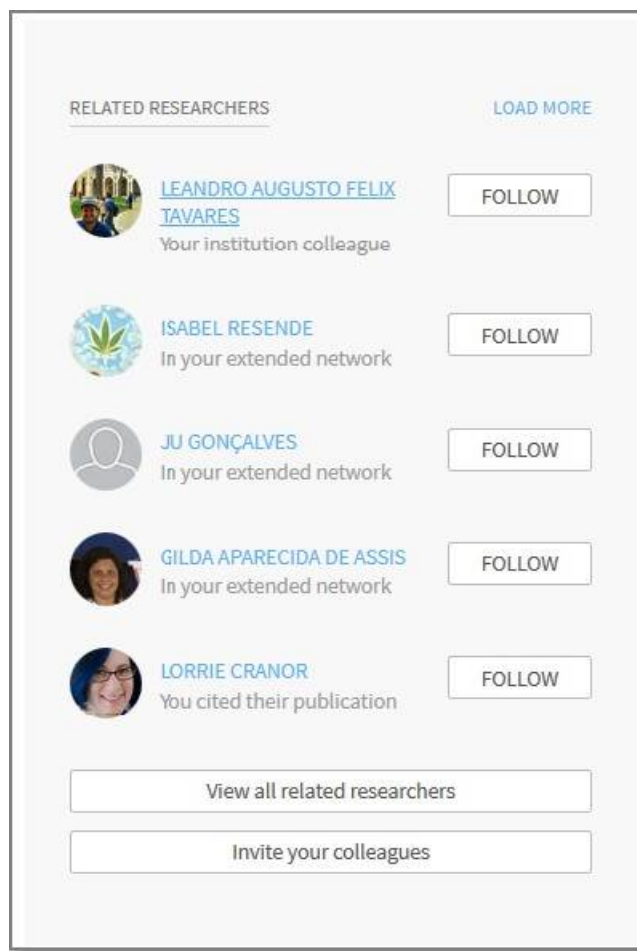 RELATED RESEARCHERS
LOAD MORE
LEANDRO AUGUSTO FELIX
TAVARES
Your institution colleague
FOLLOW
ISABEL RESENDE
In your extended network
FOLLOW
JU GONÇALVES
In your extended network
FOLLOW
GILDA APARECIDA DE ASSIS
In your extended network
FOLLOW
LORRIE CRANOR
You cited their publication
FOLLOW
View all related researchers
Invite your colleagues